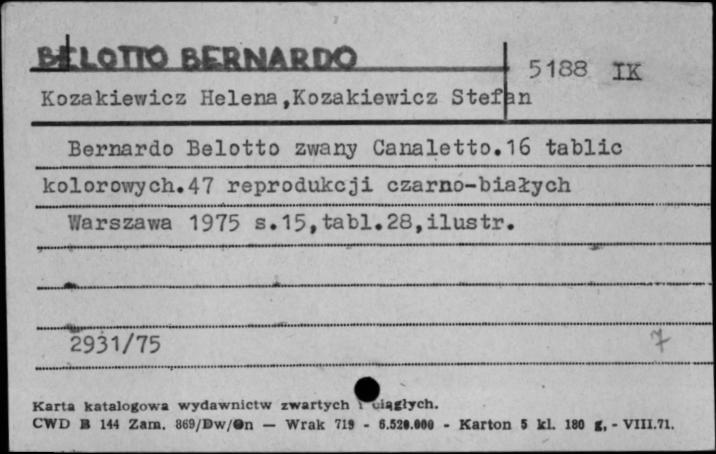 BELOTTO BERNARDO
5188 IK
Kozakiewicz Helena,Kozakiewicz Stefan
Bernardo Belotto zwany Canaletto.16 tablic
kolorowych.47 reprodukcji czarno-białych
Warszawa 1975 s.15,tabl.28,ilustr.
2931/75
7
Karta katalogowa wydawnictw zwartych i ciągłych.
CWD B 144 Zam. 869/Dw/On — Wrak 719 - 6.520.000 - Karton 5 kl. 180 g, - VIII.71.